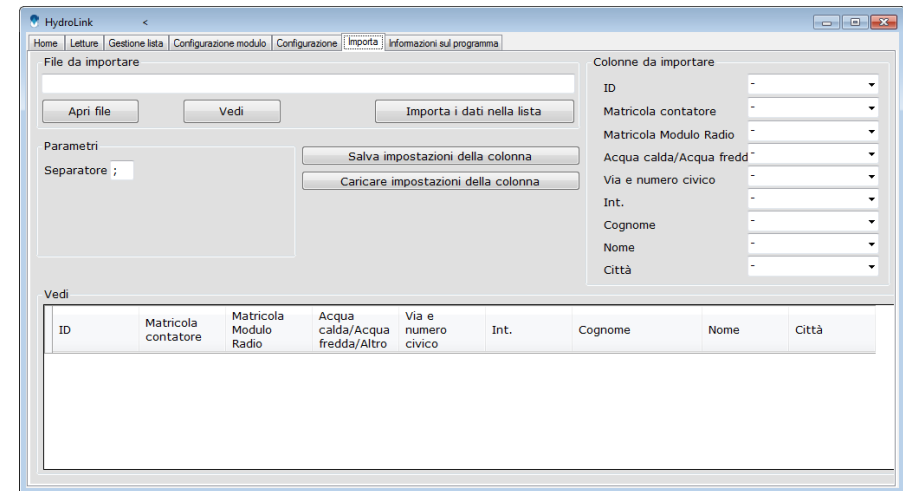 HydroLink <
Home Letture Gestione lista Configurazione modulo Configurazione Importa Informazioni sul programma
File da importare
Apri file Vedi Importa i dati nella lista
Parametri
Separatore ;
Salva impostazioni della colonna
Caricare impostazioni della colonna
Colonne da importare
ID -
Matricola contatore -
Matricola Modulo Radio -
Acqua calda/Acqua fredd -
Via e numero civico -
Int. -
Cognome -
Nome -
Città -
Vedi
ID
Matricola
contatore
Matricola
Modulo
Radio
Acqua
calda/Acqua
fredda/Altro
Via e
numero
civico
Int.
Cognome
Nome
Città